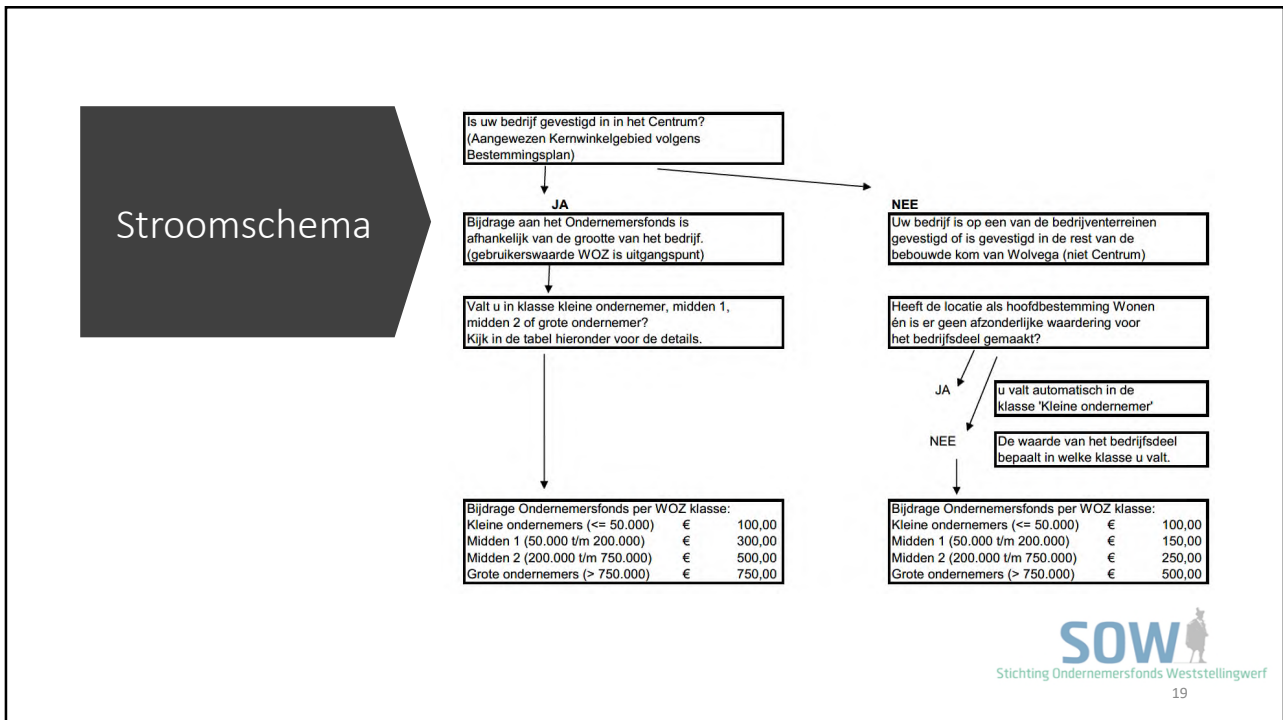 Stroomschema
Is uw bedrijf gevestigd in in het Centrum?
(Aangewezen Kernwinkelgebied volgens
Bestemmingsplan)
JA
Bijdrage aan het Ondernemersfonds is
afhankelijk van de grootte van het bedrijf.
(gebruikerswaarde WOZ is uitgangspunt)
Valt u in klasse kleine ondernemer, midden 1,
midden 2 of grote ondernemer?
Kijk in de tabel hieronder voor de details.
Bijdrage Ondernemersfonds per WOZ klasse:
Kleine ondernemers (<= 50.000) € 100,00
Midden 1 (50.000 t/m 200.000) € 300,00
Midden 2 (200.000 t/m 750.000) € 500,00
Grote ondernemers (> 750.000) € 750,00
NEE
Uw bedrijf is op een van de bedrijventerreinen
gevestigd of is gevestigd in de rest van de
bebouwde kom van Wolvega (niet Centrum)
Heeft de locatie als hoofdbestemming Wonen
én is er geen afzonderlijke waardering voor
het bedrijfsdeel gemaakt?
JA
u valt automatisch in de
klasse 'Kleine ondernemer'
NEE
De waarde van het bedrijfsdeel
bepaalt in welke klasse u valt.
Bijdrage Ondernemersfonds per WOZ klasse:
Kleine ondernemers (<= 50.000) € 100,00
Midden 1 (50.000 t/m 200.000) € 150,00
Midden 2 (200.000 t/m 750.000) € 250,00
Grote ondernemers (> 750.000) € 500,00
SOW
Stichting Ondernemersfonds Weststellingwerf
19